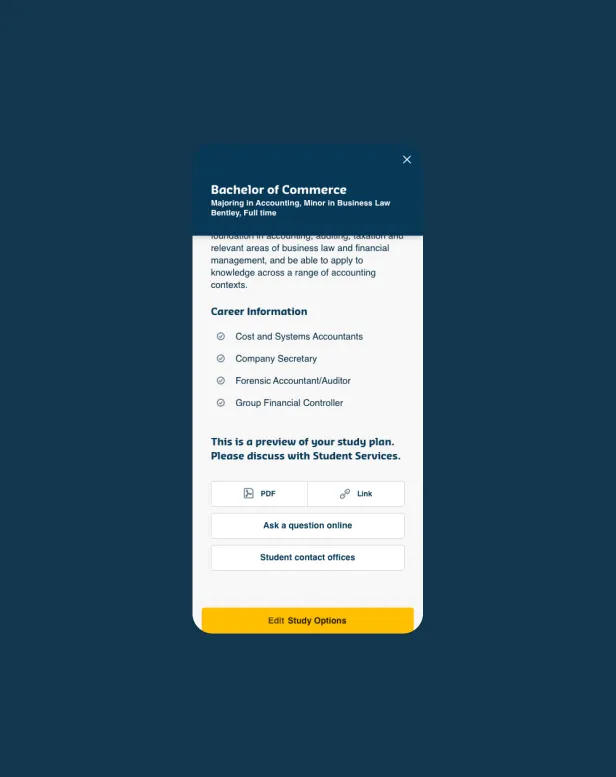 Bachelor of Commerce
Majoring in Accounting, Minor in Business Law
Bentley, Full time
foundation in accounting, auditing, taxation and
relevant areas of business law and financial
management, and be able to apply to
knowledge across a range of accounting
contexts.
Career Information
Cost and Systems Accountants
Company Secretary
Forensic Accountant/Auditor
Group Financial Controller
This is a preview of your study plan.
Please discuss with Student Services.
PDF Link
Ask a question online
Student contact offices
Edit Study Options